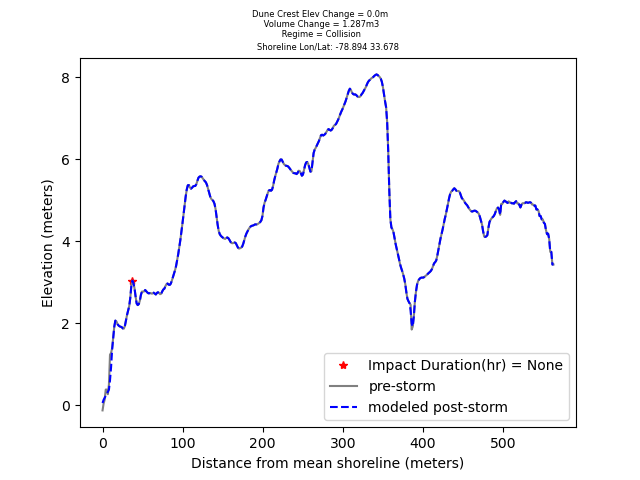 Dune Crest Elev Change = 0.0m
Volume Change = 1.287m3
Regime = Collision
Shoreline Lon/Lat: -78.894 33.678
8
6
4
2
0
Elevation (meters)
Impact Duration(hr) = None
pre-storm
modeled post-storm
0 100 200 300 400 500
Distance from mean shoreline (meters)